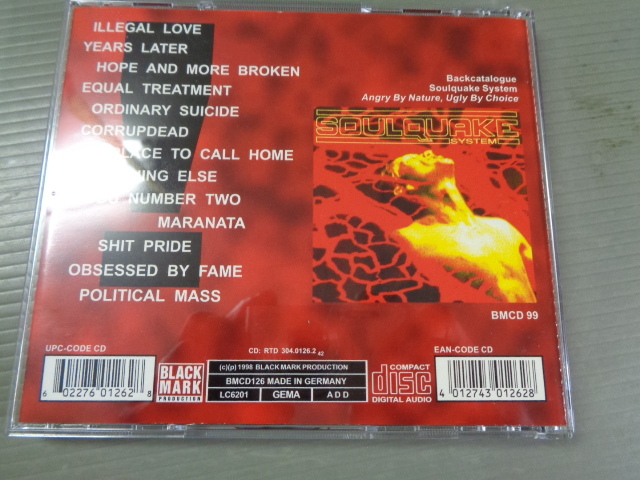 ILLEGAL LOVE
YEARS LATER
HOPE AND MORE BROKEN
EQUAL TREATMENT
ORDINARY SUICIDE
CORRUPDEAD
PLACE TO CALL HOME
ELSE
NUMBER TWO
MARANATA
SHIT PRIDE
OBSESSED BY FAME
POLITICAL MASS
Backcatalogue
Soulquake System
Angry By Nature, Ugly By Choice
SOULQUAKE
SYSTEM
BMCD 99
UPC-CODE CD
6 02276 01262 8
BLACK
MARK
PRODUCTION
CD: RTD 304.0126.2 42
(c)(p) 1998 BLACK MARK PRODUCTION
BMCD126 MADE IN GERMANY
LC6201 GEMA A D D
COMPACT
disc
DIGITAL AUDIO
EAN-CODE CD
4 012743 012628